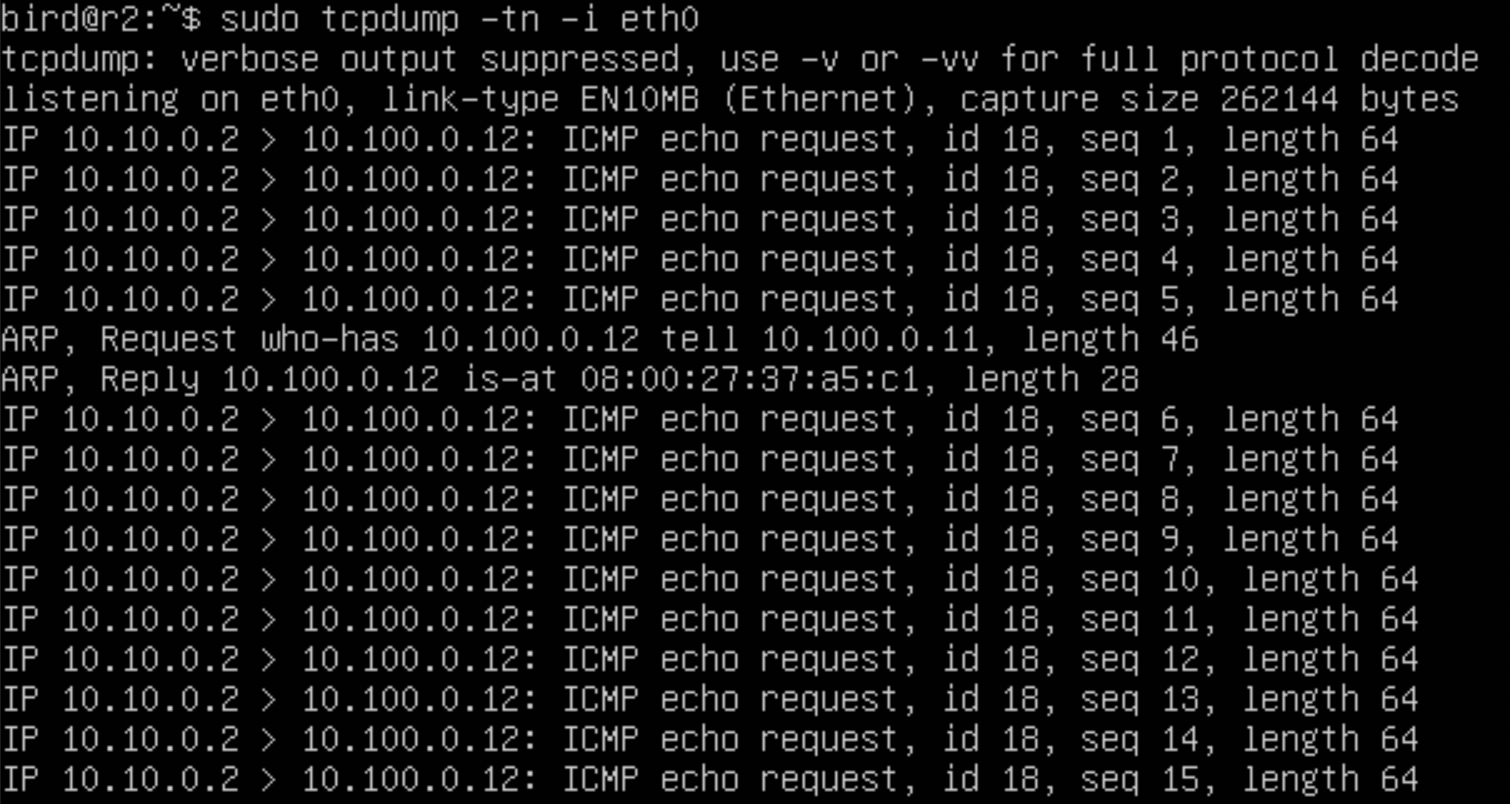 bird@r2:~$ sudo tcpdump -tn -i eth0
tcpdump: verbose output suppressed, use -v or -vv for full protocol decode
listening on eth0, link-type EN10MB (Ethernet), capture size 262144 bytes
IP 10.10.0.2 > 10.100.0.12: ICMP echo request, id 18, seq 1, length 64
IP 10.10.0.2 > 10.100.0.12: ICMP echo request, id 18, seq 2, length 64
IP 10.10.0.2 > 10.100.0.12: ICMP echo request, id 18, seq 3, length 64
IP 10.10.0.2 > 10.100.0.12: ICMP echo request, id 18, seq 4, length 64
IP 10.10.0.2 > 10.100.0.12: ICMP echo request, id 18, seq 5, length 64
ARP, Request who-has 10.100.0.12 tell 10.100.0.11, length 46
ARP, Reply 10.100.0.12 is-at 08:00:27:37:a5:c1, length 28
IP 10.10.0.2 > 10.100.0.12: ICMP echo request, id 18, seq 6, length 64
IP 10.10.0.2 > 10.100.0.12: ICMP echo request, id 18, seq 7, length 64
IP 10.10.0.2 > 10.100.0.12: ICMP echo request, id 18, seq 8, length 64
IP 10.10.0.2 > 10.100.0.12: ICMP echo request, id 18, seq 9, length 64
IP 10.10.0.2 > 10.100.0.12: ICMP echo request, id 18, seq 10, length 64
IP 10.10.0.2 > 10.100.0.12: ICMP echo request, id 18, seq 11, length 64
IP 10.10.0.2 > 10.100.0.12: ICMP echo request, id 18, seq 12, length 64
IP 10.10.0.2 > 10.100.0.12: ICMP echo request, id 18, seq 13, length 64
IP 10.10.0.2 > 10.100.0.12: ICMP echo request, id 18, seq 14, length 64
IP 10.10.0.2 > 10.100.0.12: ICMP echo request, id 18, seq 15, length 64